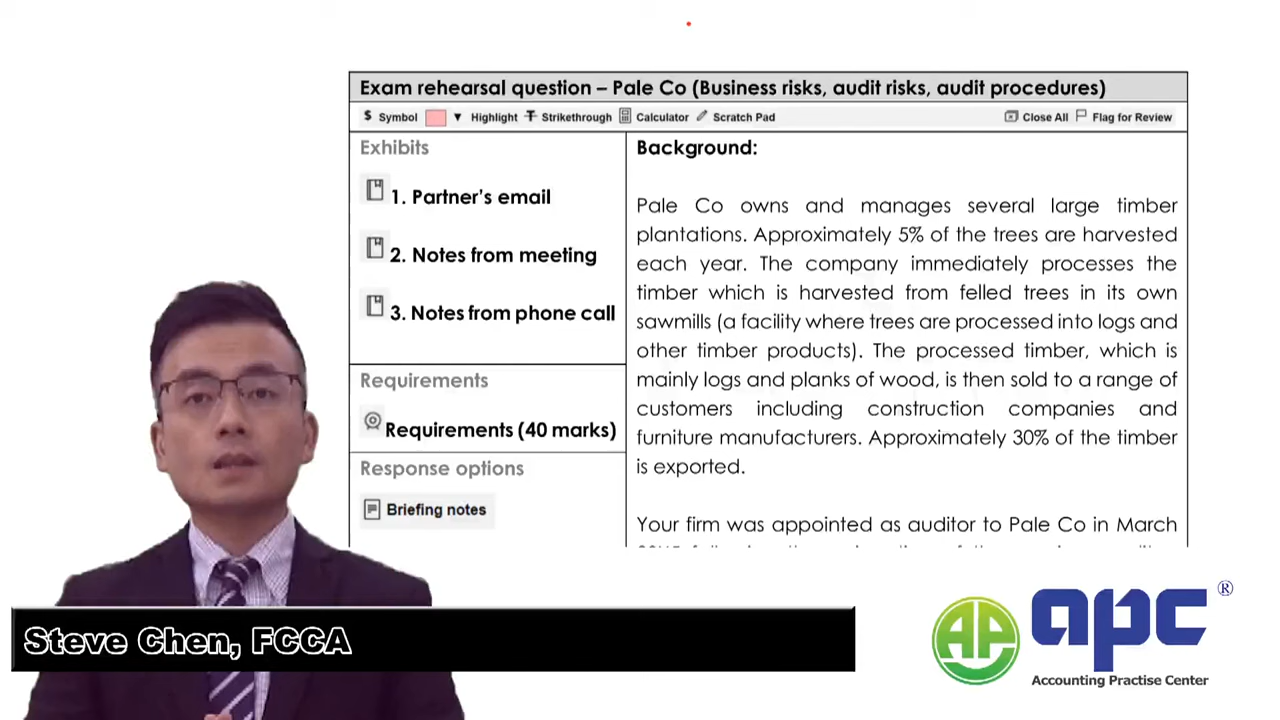 Exam rehearsal question – Pale Co (Business risks, audit risks, audit procedures)
$ Symbol ▼ Highlight Strikethrough Calculator Scratch Pad Close All Flag for Review
Exhibits
1. Partner's email
2. Notes from meeting
3. Notes from phone call
Requirements
Requirements (40 marks)
Response options
Briefing notes
Background:
Pale Co owns and manages several large timber
plantations. Approximately 5% of the trees are harvested
each year. The company immediately processes the
timber which is harvested from felled trees in its own
sawmills (a facility where trees are processed into logs and
other timber products). The processed timber, which is
mainly logs and planks of wood, is then sold to a range of
customers including construction companies and
furniture manufacturers. Approximately 30% of the timber
is exported.
Your firm was appointed as auditor to Pale Co in March
Steve Chen, FCCA
AP
apc®
Accounting Practise Center